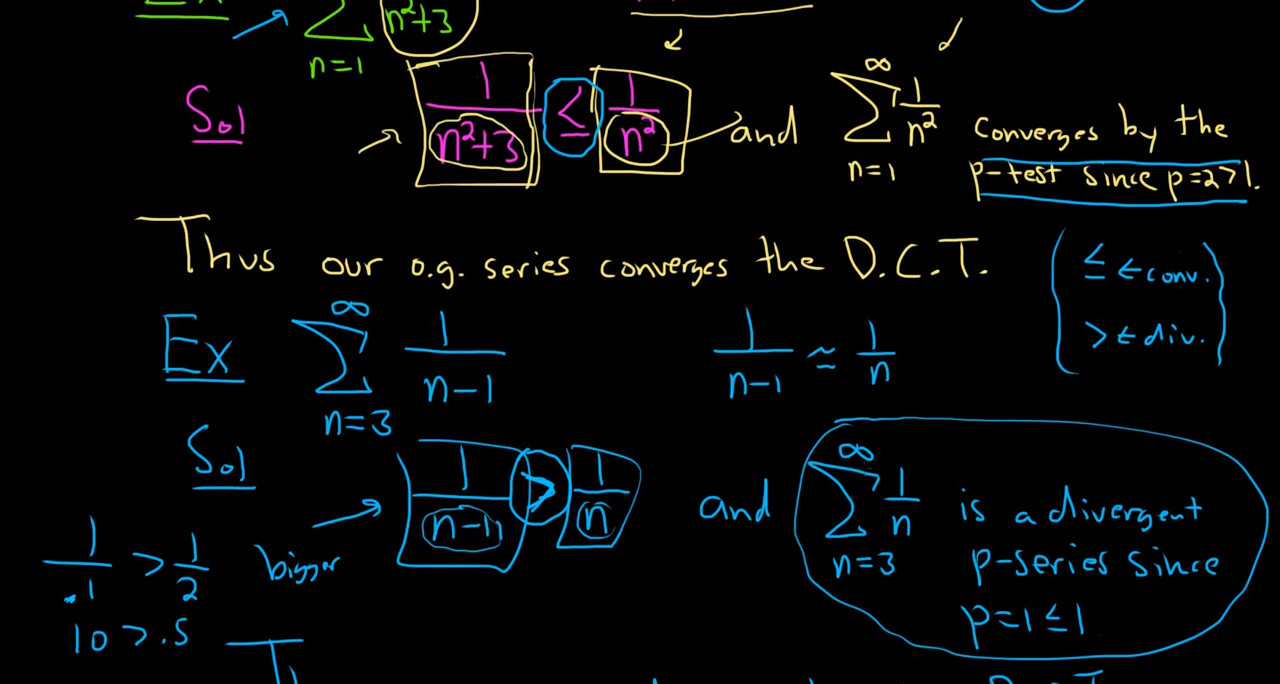 ∑ n²+3
n=1
Sol 1/(n²+3) ≤ 1/n² and ∞ ∑ n=1 1/n² converges by the
p-test since p=2>1.
Thus our o.g. series converges the D.C.T.
( ≤ ← conv. )
( > ← div. )
Ex ∞ ∑ n=3 1/(n-1) 1/(n-1) ≈ 1/n
Sol 1/(n-1) > 1/n and ∞ ∑ n=3 1/n is a divergent
p-series since
p=1≤1
1/.1 > 1/2 bigger
10 > .5